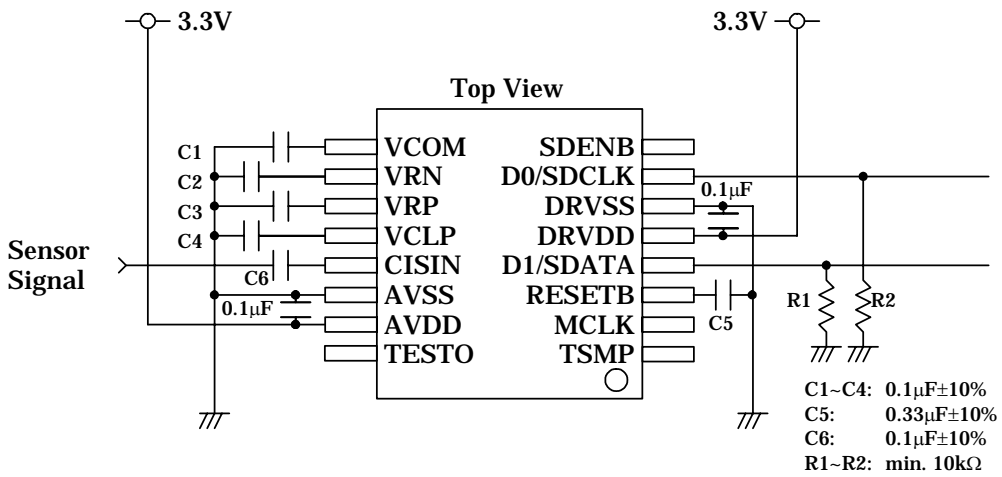 3.3V
3.3V
Top View
C1
VCOM
SDENB
C2
VRN
D0/SDCLK
0.1μF
C3
VRP
DRVSS
C4
VCLP
DRVDD
Sensor
Signal
C6
CISIN
D1/SDATA
0.1μF
AVSS
RESETB
C5
R1
R2
AVDD
MCLK
TESTO
TSMP
C1~C4: 0.1μF±10%
C5: 0.33μF±10%
C6: 0.1μF±10%
R1~R2: min. 10kΩ